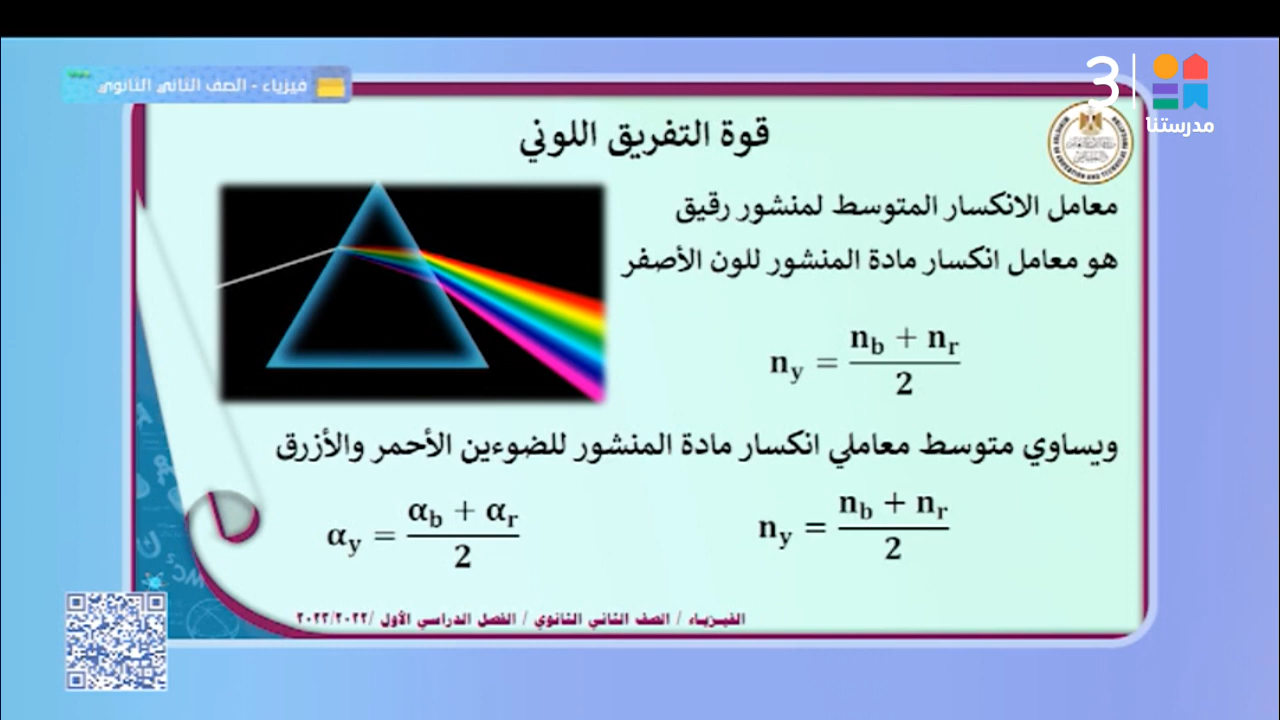 فيزياء - الصف الثاني الثانوي
3
مدرستنا
قوة التفريق اللوني
معامل الانكسار المتوسط لمنشور رقيق
هو معامل انكسار مادة المنشور للون الأصفر
n_y = (n_b + n_r) / 2
ويساوي متوسط معاملي انكسار مادة المنشور للضوءين الأحمر والأزرق
n_y = (n_b + n_r) / 2
α_y = (α_b + α_r) / 2
الفيزياء / الصف الثاني الثانوي / الفصل الدراسي الأول /٢٠٢٢/٢٠٢٣